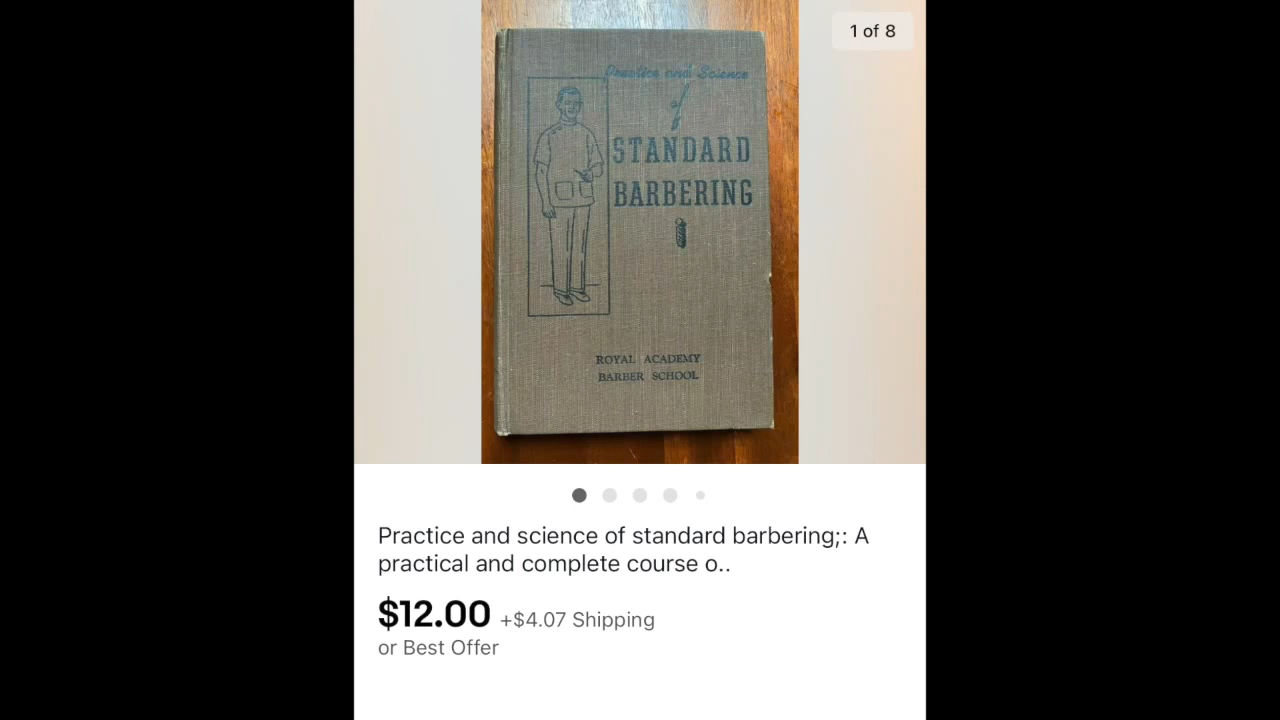 1 of 8
Practice and Science
of
STANDARD
BARBERING
ROYAL ACADEMY
BARBER SCHOOL
Practice and science of standard barbering;: A
practical and complete course o..
$12.00 +$4.07 Shipping
or Best Offer